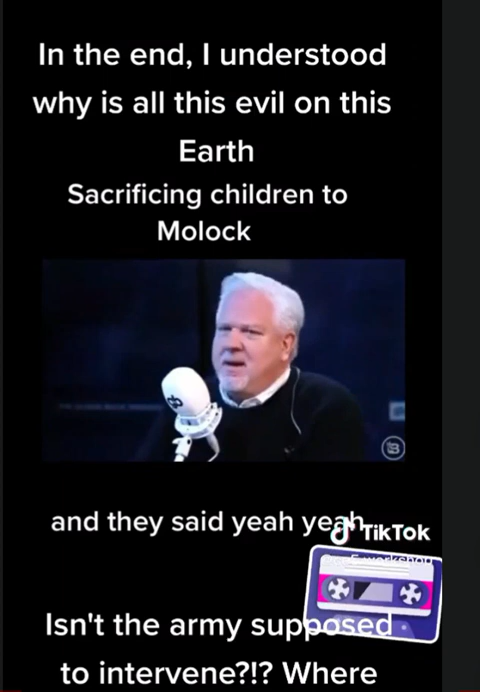 In the end, I understood
why is all this evil on this
Earth
Sacrificing children to
Molock
and they said yeah yeah
TikTok
Isn't the army supposed
to intervene?!? Where